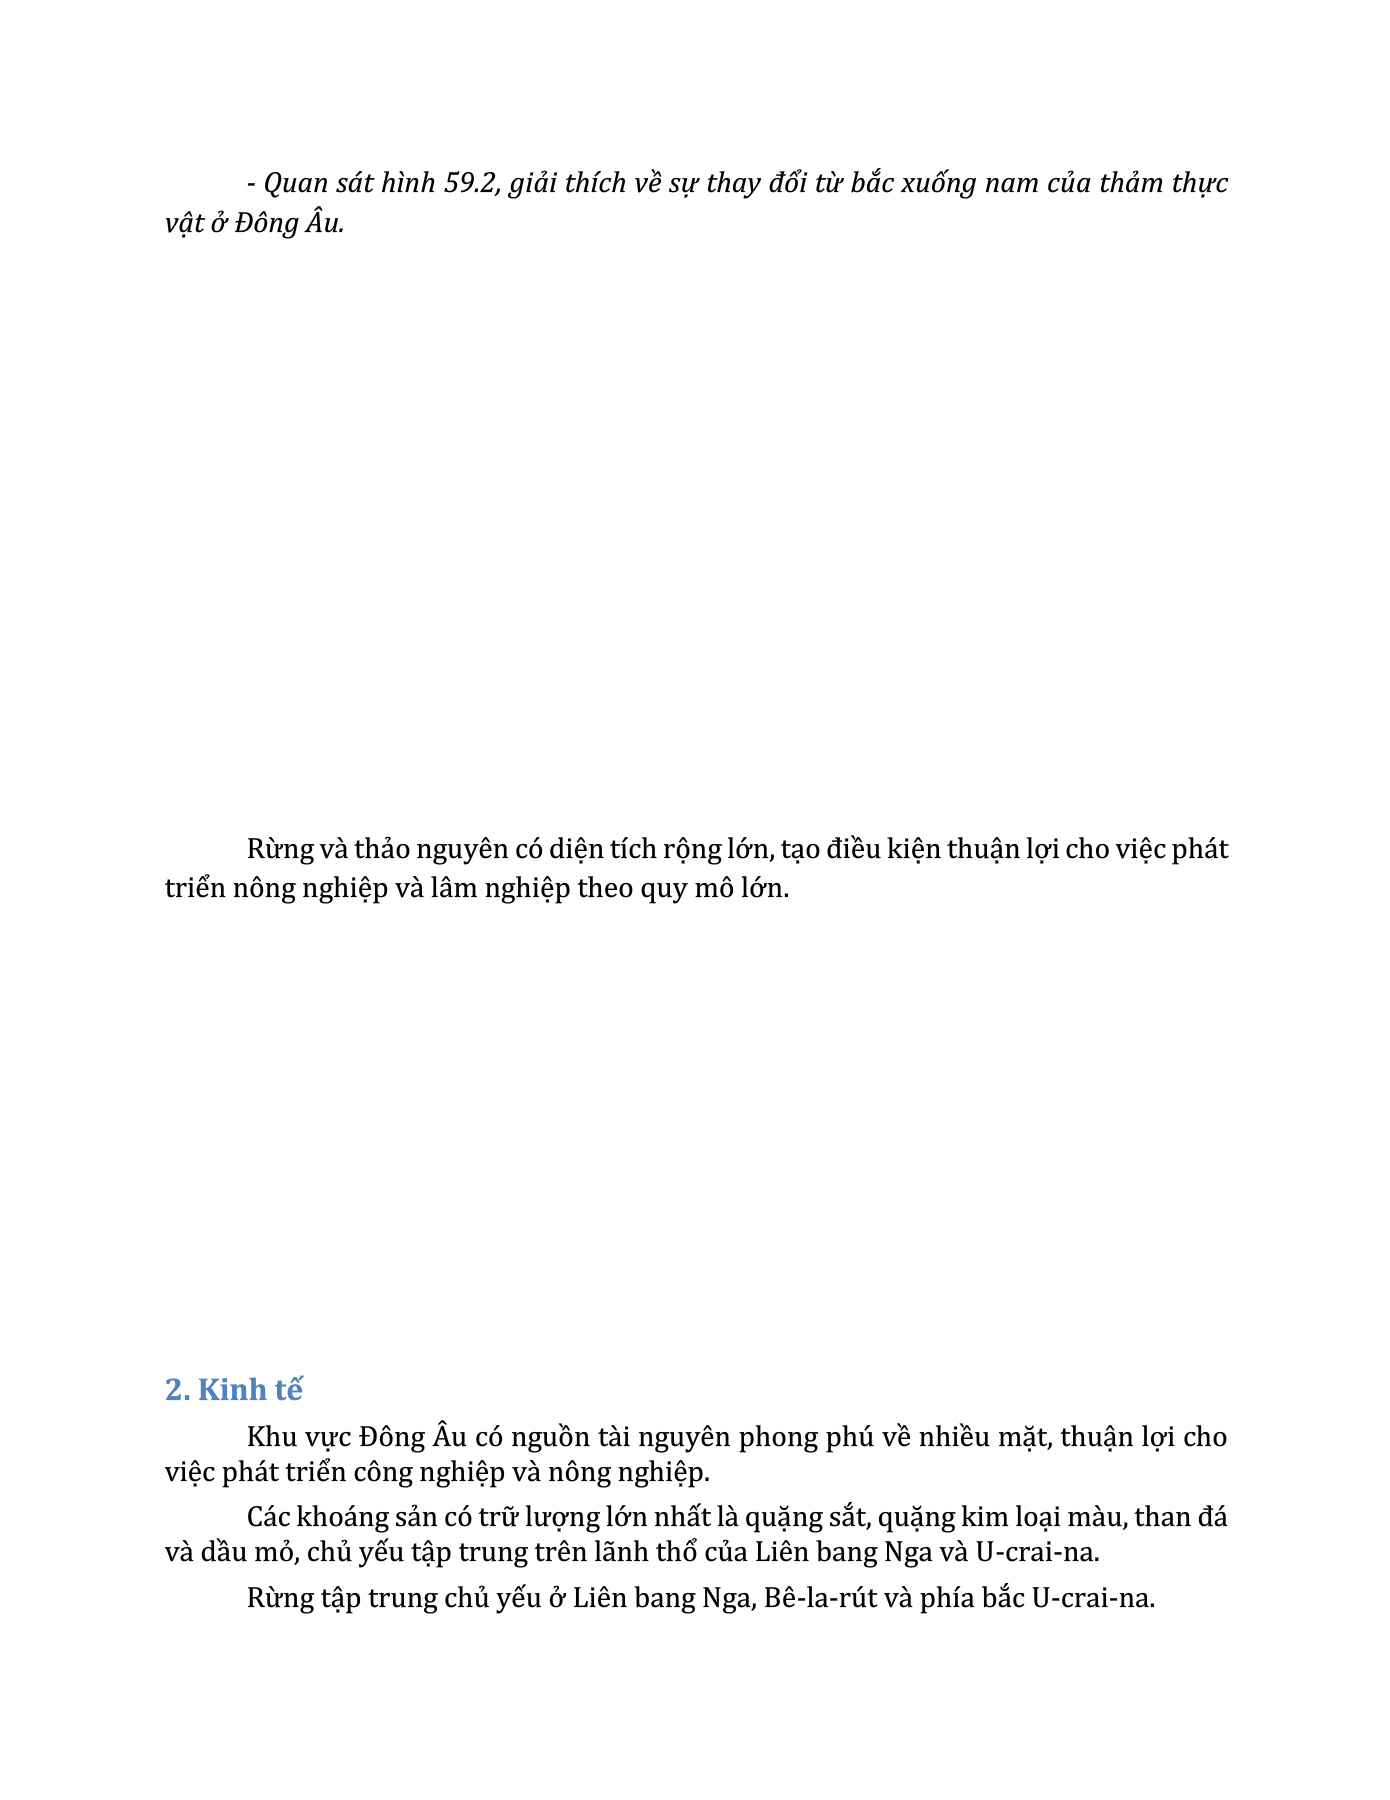 - Quan sát hình 59.2, giải thích về sự thay đổi từ bắc xuống nam của thảm thực
vật ở Đông Âu.
Rừng và thảo nguyên có diện tích rộng lớn, tạo điều kiện thuận lợi cho việc phát
triển nông nghiệp và lâm nghiệp theo quy mô lớn.
2. Kinh tế
Khu vực Đông Âu có nguồn tài nguyên phong phú về nhiều mặt, thuận lợi cho
việc phát triển công nghiệp và nông nghiệp.
Các khoáng sản có trữ lượng lớn nhất là quặng sắt, quặng kim loại màu, than đá
và dầu mỏ, chủ yếu tập trung trên lãnh thổ của Liên bang Nga và U-crai-na.
Rừng tập trung chủ yếu ở Liên bang Nga, Bê-la-rút và phía bắc U-crai-na.